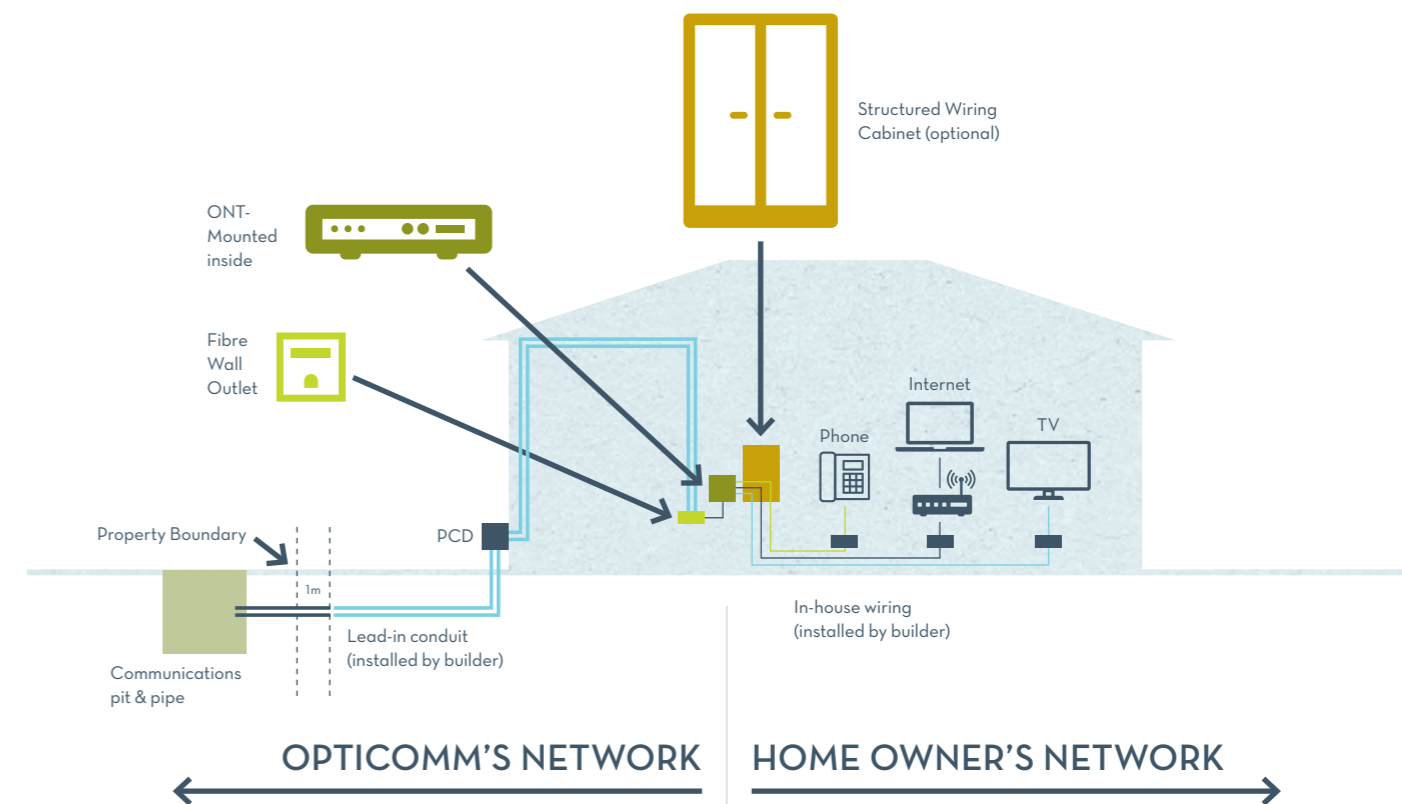 Structured Wiring
Cabinet (optional)
ONT-
Mounted
inside
Fibre
Wall
Outlet
Internet
Phone
TV
Property Boundary
PCD
1m
Lead-in conduit
(installed by builder)
In-house wiring
(installed by builder)
Communications
pit & pipe
OPTICOMM'S NETWORK
HOME OWNER'S NETWORK